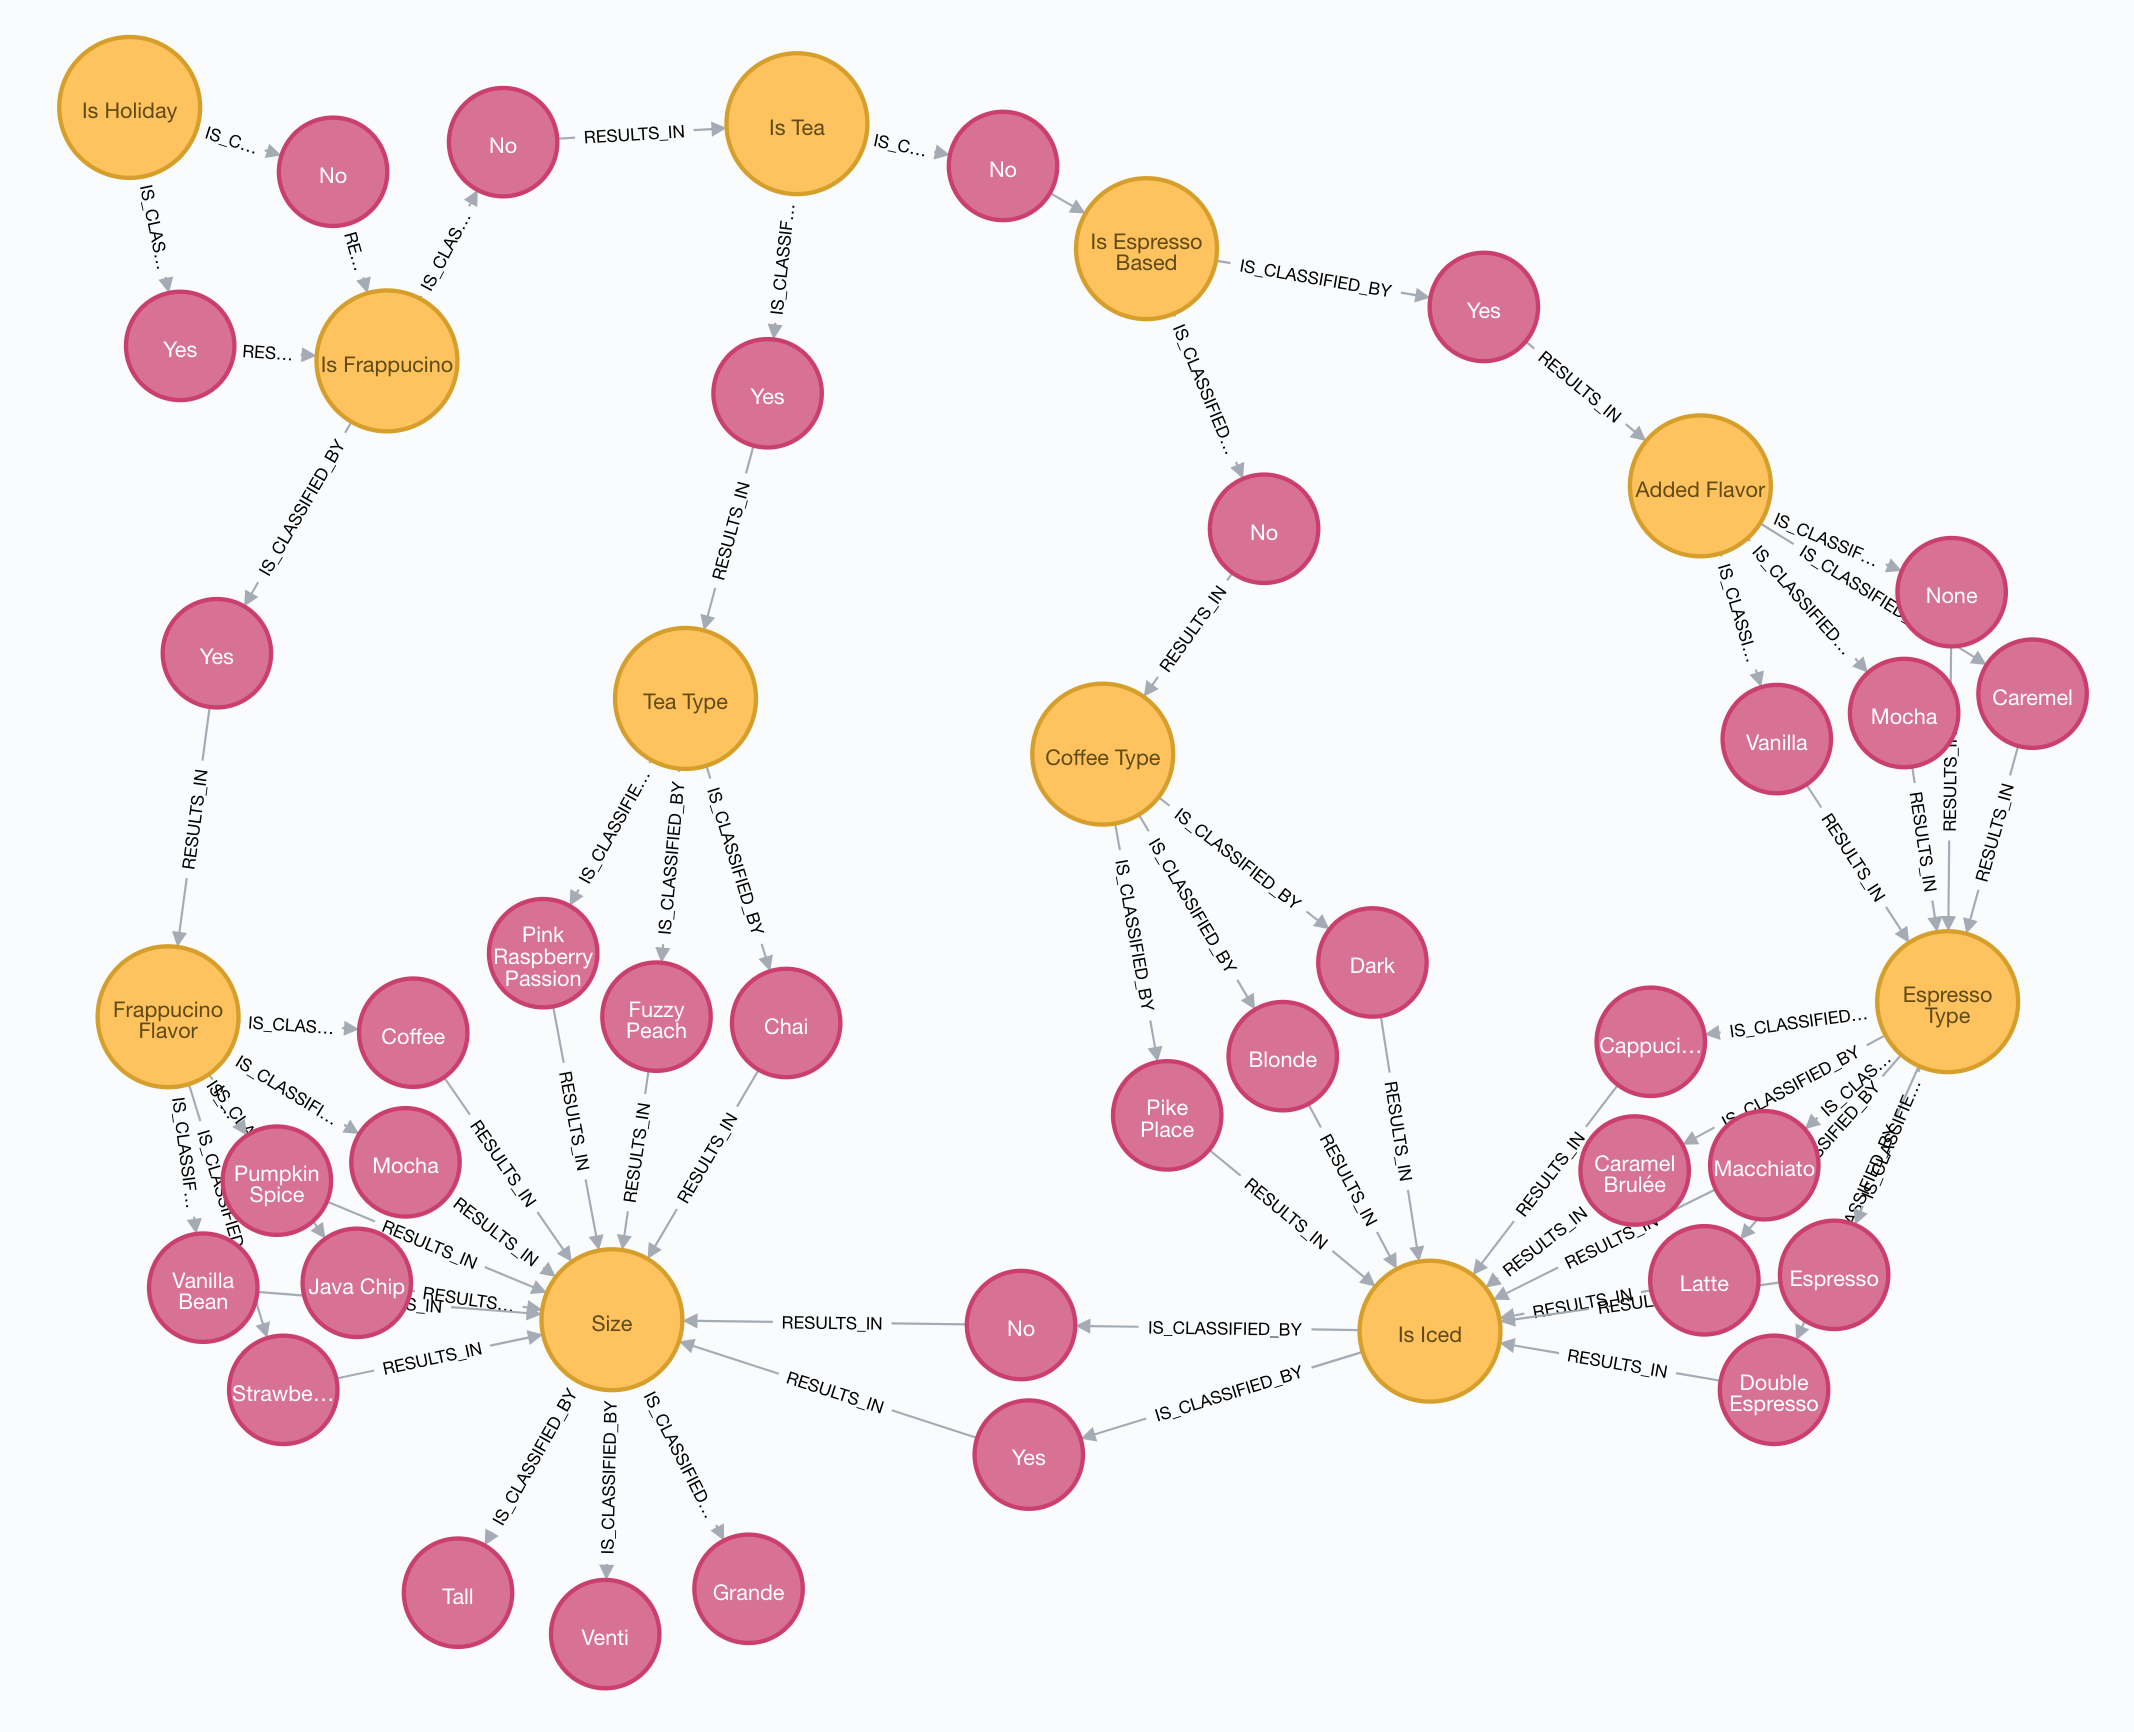 Is Holiday
IS_C...
No
IS_CLAS...
RE...
Yes
RES...
Is Frappucino
IS_CLAS...
No
RESULTS_IN
Is Tea
IS_C...
No
IS_CLASSIF...
Yes
Is Espresso
Based
IS_CLASSIFIED_BY
Yes
RESULTS_IN
Added Flavor
IS_CLASSIFIED...
No
RESULTS_IN
IS_CLASSIFIED_BY
Yes
RESULTS_IN
Tea Type
RESULTS_IN
Coffee Type
IS_CLASSIF...
None
IS_CLASSIFIED
Caremel
IS_CLASSIFIED...
Mocha
IS_CLASSI...
Vanilla
RESULTS_IN
RESULTS_IN
RESULTS_I
RESULTS_IN
Espresso
Type
RESULTS_IN
Frappucino
Flavor
IS_CLASSIFIE...
IS_CLASSIFIED_BY
IS_CLASSIFIED_BY
Pink
Raspberry
Passion
Fuzzy
Peach
Chai
IS_CLASSIFIED_BY
IS_CLASSIFIED_BY
IS_CLASSIFIED_BY
Dark
Blonde
Pike
Place
IS_CLAS...
Coffee
IS_CLASSIFI...
Mocha
Pumpkin
Spice
IS_CLASSIF...
IS_CLASSIFIED
Vanilla
Bean
Java Chip
Strawbe...
RESULTS_IN
RESULTS_IN
RESULTS_IN
RESULTS...
S_IN
RESULTS_IN
RESULTS_IN
RESULTS_IN
RESULTS_IN
Size
RESULTS_IN
No
IS_CLASSIFIED_BY
Is Iced
RESULTS_IN
Yes
IS_CLASSIFIED_BY
RESULTS_IN
RESULTS_IN
RESULTS_IN
IS_CLASSIFIED...
Cappuci...
IS_CLASSIFIED_BY
IS_CLAS...
SIFIED_BY
Caramel
Brulée
Macchiato
Latte
Espresso
Double
Espresso
RESULTS_IN
RESULTS_IN
RESULTS_IN
RESULTS_IN
RESUL
RESULTS_IN
IS_CLASSIFIED_BY
IS_CLASSIFIED_BY
IS_CLASSIFIED...
Tall
Venti
Grande